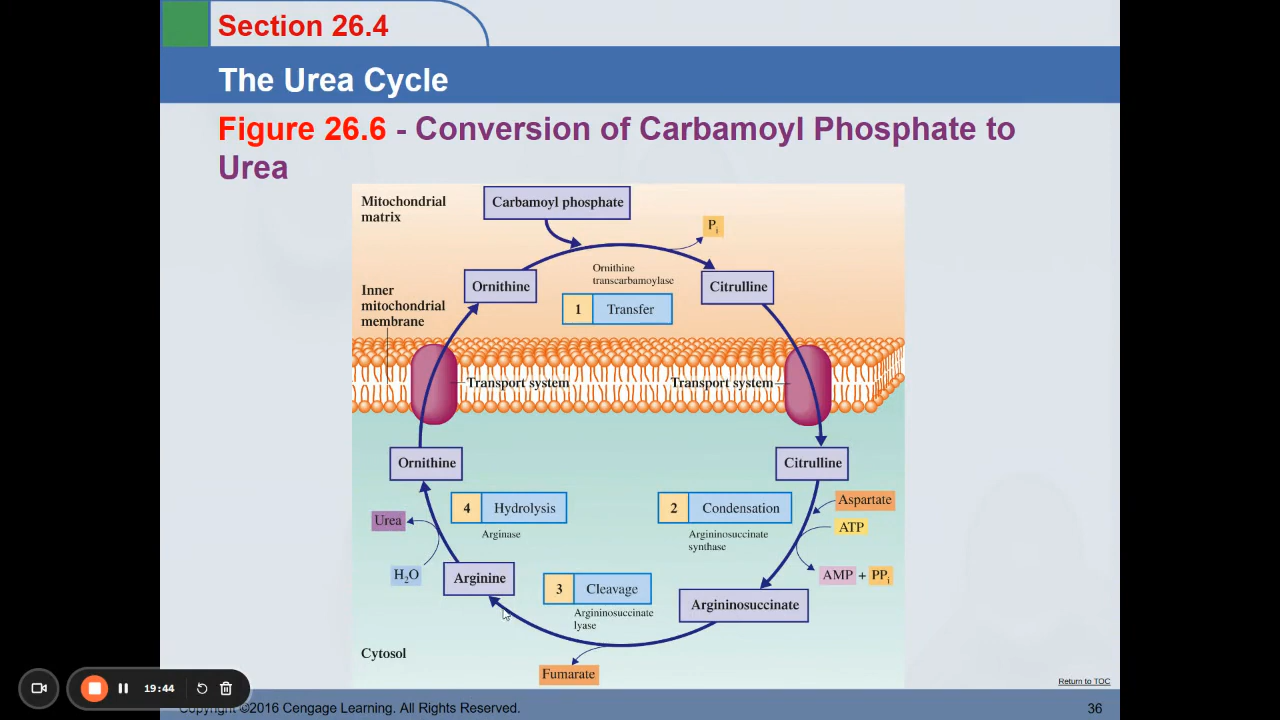 Section 26.4
The Urea Cycle
Figure 26.6 - Conversion of Carbamoyl Phosphate to
Urea
Mitochondrial
matrix
Carbamoyl phosphate
Pi
Ornithine
transcarbamoylase
Ornithine
Citrulline
1 Transfer
Inner
mitochondrial
membrane
Transport system
Transport system
Ornithine
Citrulline
4 Hydrolysis
Arginase
2 Condensation
Argininosuccinate
synthase
Aspartate
ATP
Urea
H2O
AMP + PPi
Arginine
3 Cleavage
Argininosuccinate
lyase
Argininosuccinate
Cytosol
Fumarate
Return to TOC
19:44
Copyright ©2016 Cengage Learning. All Rights Reserved.
36